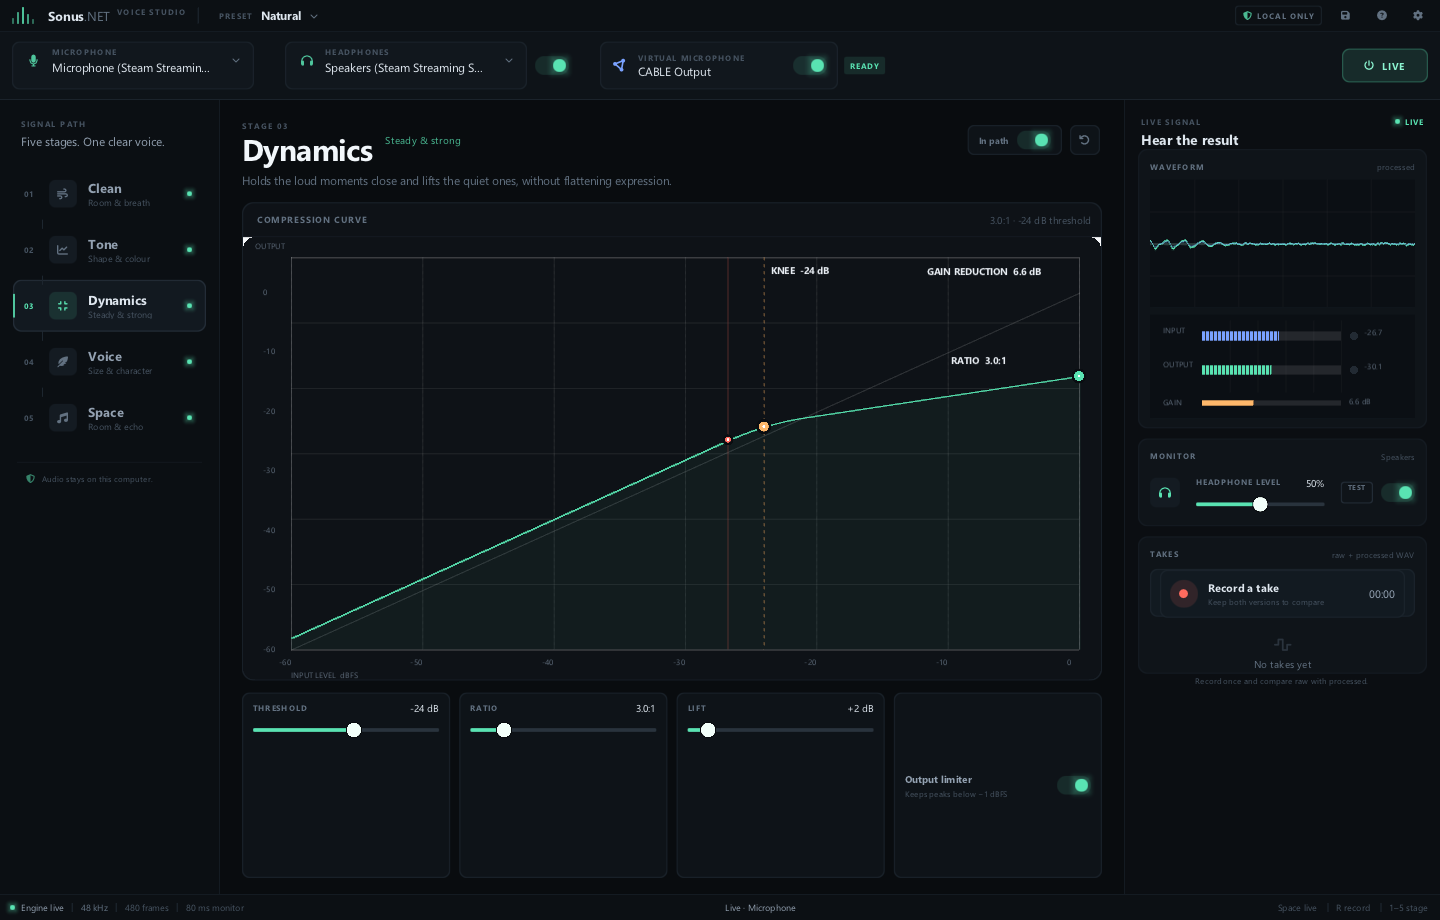 Sonus.NET VOICE STUDIO PRESET Natural LOCAL ONLY
MICROPHONE
Microphone (Steam Streamin...
HEADPHONES
Speakers (Steam Streaming S...
VIRTUAL MICROPHONE
CABLE Output
READY
LIVE
SIGNAL PATH
Five stages. One clear voice.
01 Clean
Room & breath
02 Tone
Shape & colour
03 Dynamics
Steady & strong
04 Voice
Size & character
05 Space
Room & echo
Audio stays on this computer.
STAGE 03
Dynamics Steady & strong
In path
Holds the loud moments close and lifts the quiet ones, without flattening expression.
COMPRESSION CURVE 3.0:1 · -24 dB threshold
OUTPUT
KNEE -24 dB GAIN REDUCTION 6.6 dB
0
-10
RATIO 3.0:1
-20
-30
-40
-50
-60
-60 -50 -40 -30 -20 -10 0
INPUT LEVEL dBFS
THRESHOLD -24 dB
RATIO 3.0:1
LIFT +2 dB
Output limiter
Keeps peaks below −1 dBFS
LIVE SIGNAL LIVE
Hear the result
WAVEFORM processed
INPUT -26.7
OUTPUT -30.1
GAIN 6.6 dB
MONITOR Speakers
HEADPHONE LEVEL 50% TEST
TAKES raw + processed WAV
Record a take 00:00
Keep both versions to compare
No takes yet
Record once and compare raw with processed.
Engine live 48 kHz 480 frames 80 ms monitor Live · Microphone Space live R record 1–5 stage